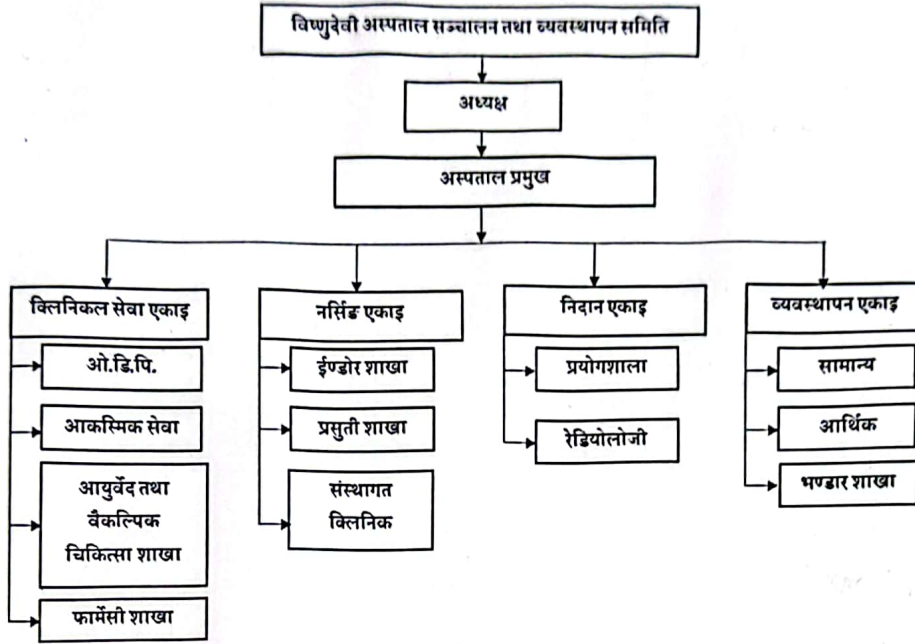 विष्णुदेवी अस्पताल सञ्चालन तथा व्यवस्थापन समिति
अध्यक्ष
अस्पताल प्रमुख
क्लिनिकल सेवा एकाइ
ओ.डि.पि.
आकस्मिक सेवा
आयुर्वेद तथा
वैकल्पिक
चिकित्सा शाखा
फार्मेसी शाखा
नर्सिङ एकाइ
ईण्डोर शाखा
प्रसुती शाखा
संस्थागत
क्लिनिक
निदान एकाइ
प्रयोगशाला
रेडियोलोजी
व्यवस्थापन एकाइ
सामान्य
आर्थिक
भण्डार शाखा